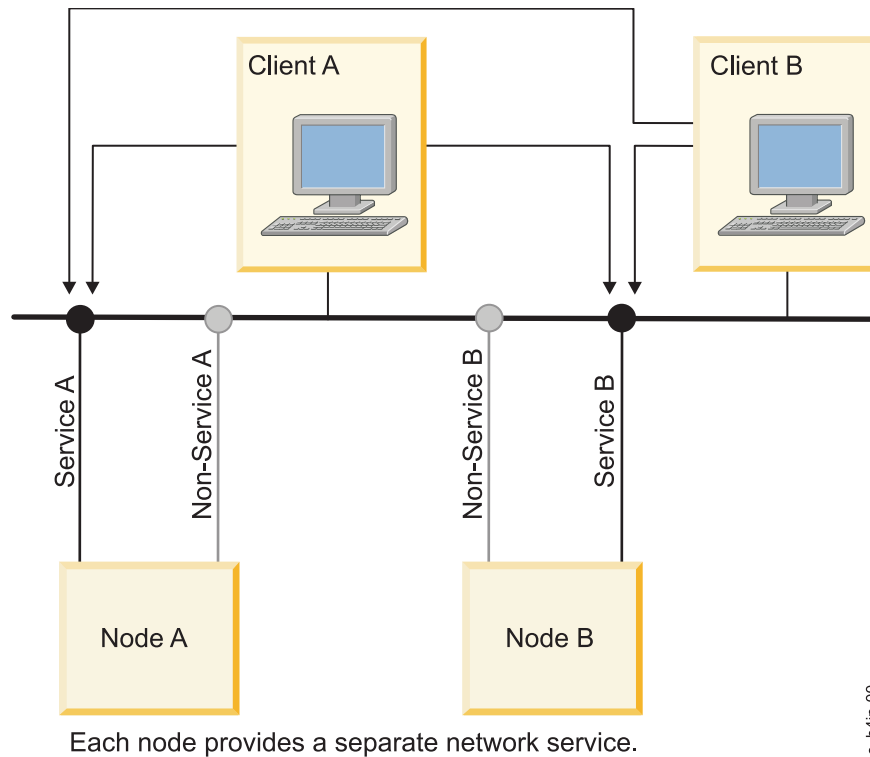 Client A
Client B
Service A
Non-Service A
Non-Service B
Service B
Node A
Node B
Each node provides a separate network service.